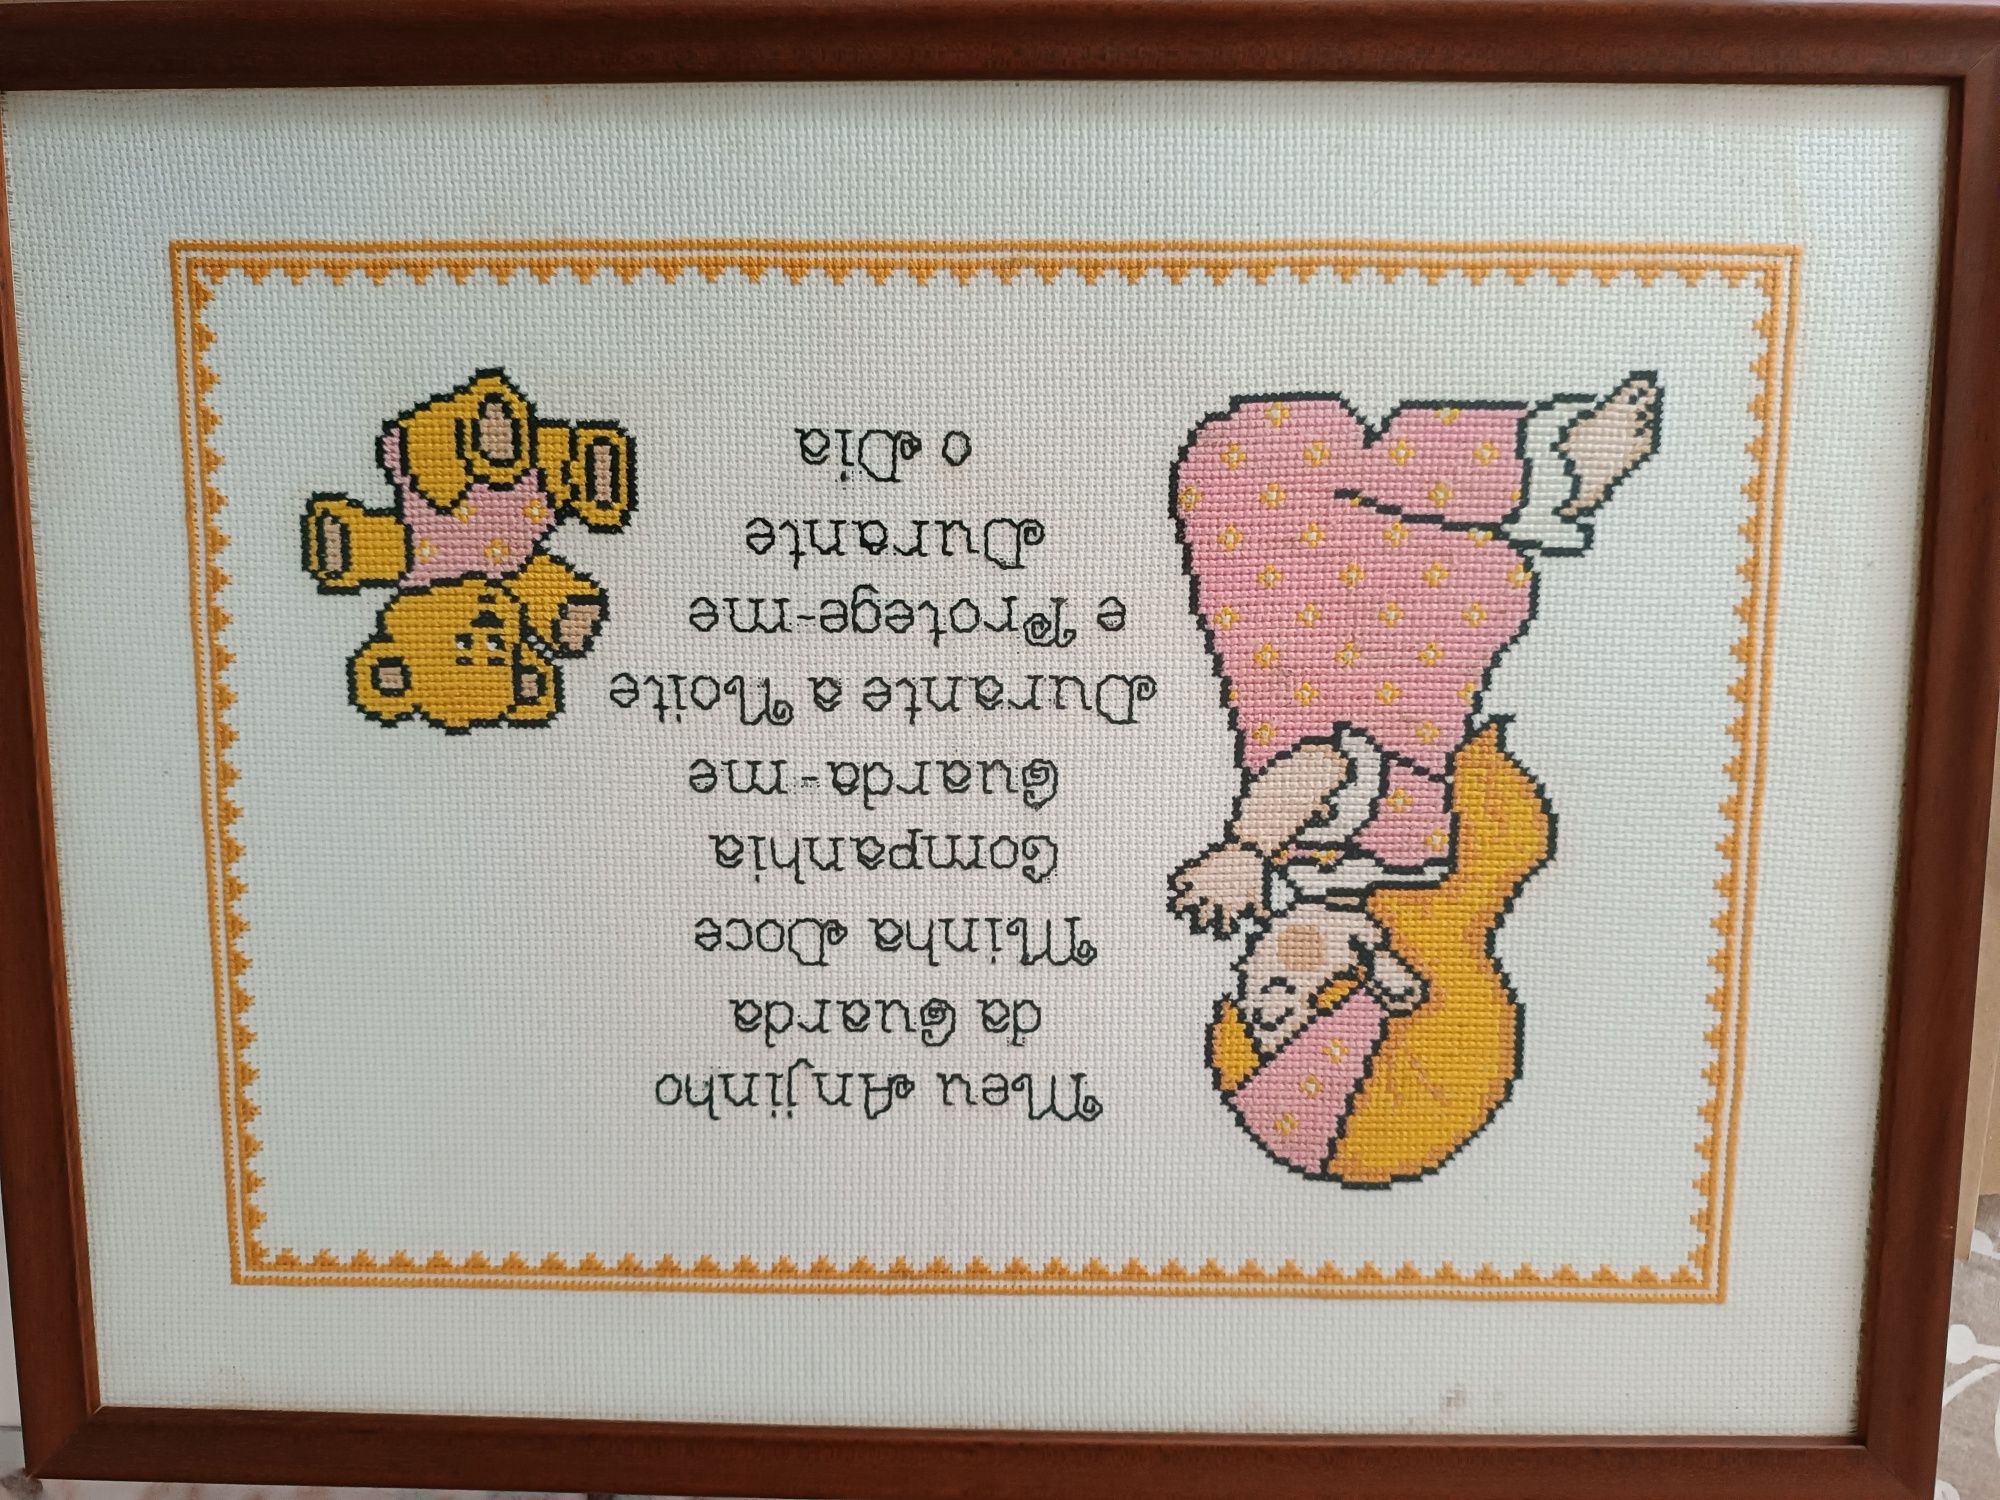 Meu Anjinho
da Guarda
Minha Doce
Companhia
Guarda-me
Durante a Noite
e Protege-me
Durante
o Dia